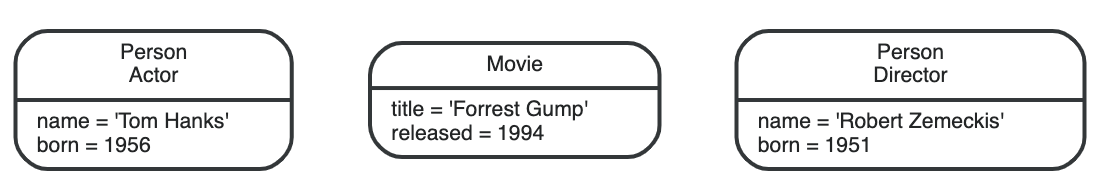 Person
Actor
name = 'Tom Hanks'
born = 1956
Movie
title = 'Forrest Gump'
released = 1994
Person
Director
name = 'Robert Zemeckis'
born = 1951